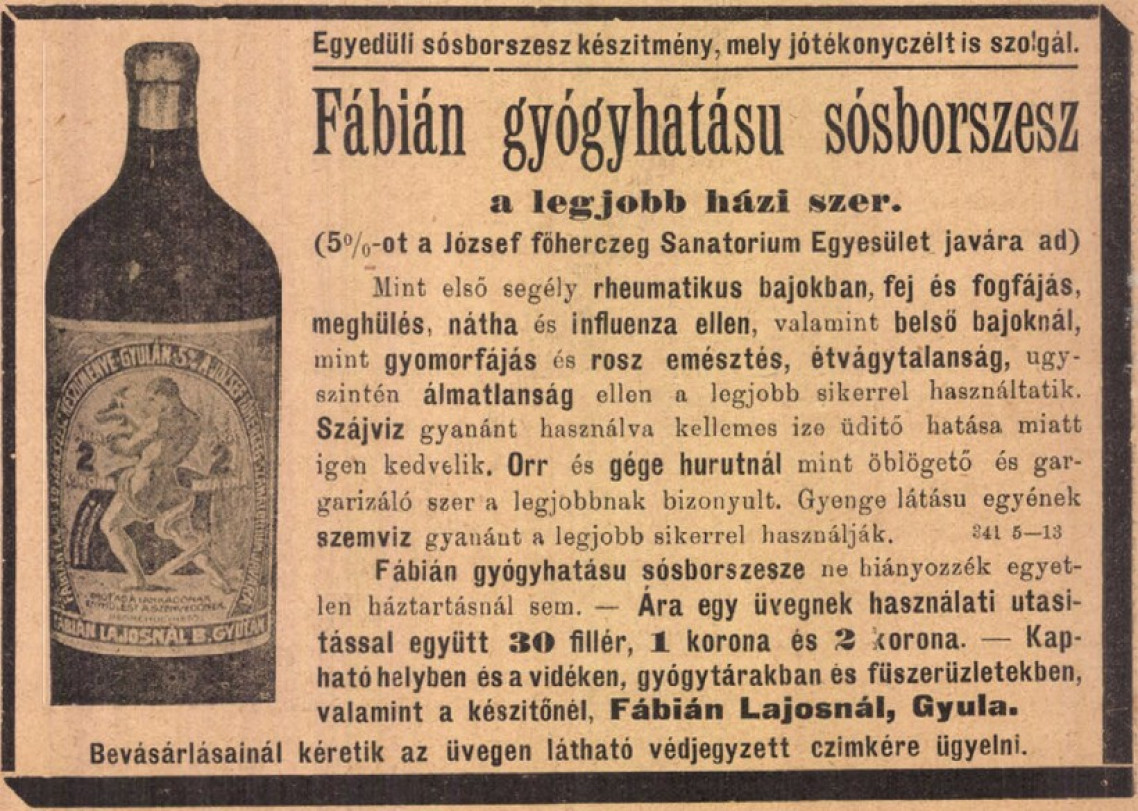 Egyedüli sósborszesz készitmény, mely jótékonyczélt is szolgál.
Fábián gyógyhatásu sósborszesz
a legjobb házi szer.
(5%-ot a József főherczeg Sanatorium Egyesület javára ad)
Mint első segély rheumatikus bajokban, fej és fogfájás,
meghülés, nátha és influenza ellen, valamint belső bajoknál,
mint gyomorfájás és rosz emésztés, étvágytalanság, ugy-
szintén álmatlanság ellen a legjobb sikerrel használtatik.
Szájviz gyanánt használva kellemes ize üditő hatása miatt
igen kedvelik. Orr és gége hurutnál mint öblögető és gar-
garizáló szer a legjobbnak bizonyult. Gyenge látásu egyének
szemviz gyanánt a legjobb sikerrel használják. 341 5—13
Fábián gyógyhatásu sósborszesze ne hiányozzék egyet-
len háztartásnál sem. — Ára egy üvegnek használati utasi-
tással együtt 30 fillér, 1 korona és 2 korona. — Kap-
ható helyben és a vidéken, gyógytárakban és füszerüzletekben,
valamint a készitőnél, Fábián Lajosnál, Gyula.
Bevásárlásainál kéretik az üvegen látható védjegyzett czimkére ügyelni.
GYULÁN
2 2
FÁBIÁN LAJOSNÁL B. GYULÁN